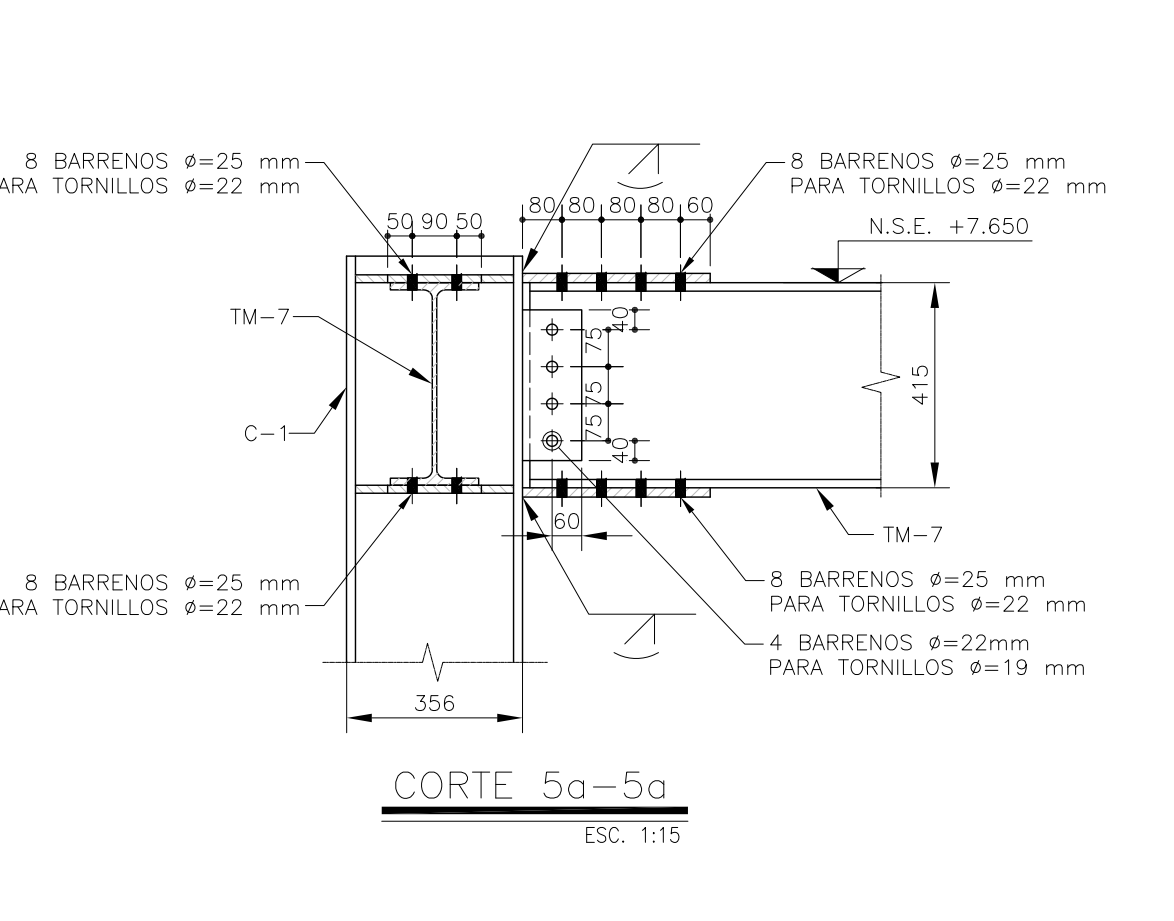 8 BARRENOS ø=25 mm
ARA TORNILLOS ø=22 mm
8 BARRENOS ø=25 mm
PARA TORNILLOS ø=22 mm
80 80 80 80 60
50 90 50
N.S.E. +7.650
TM-7
40
75
75
75
40
415
C-1
60
TM-7
8 BARRENOS ø=25 mm
ARA TORNILLOS ø=22 mm
8 BARRENOS ø=25 mm
PARA TORNILLOS ø=22 mm
4 BARRENOS ø=22mm
PARA TORNILLOS ø=19 mm
356
CORTE 5a-5a
ESC. 1:15